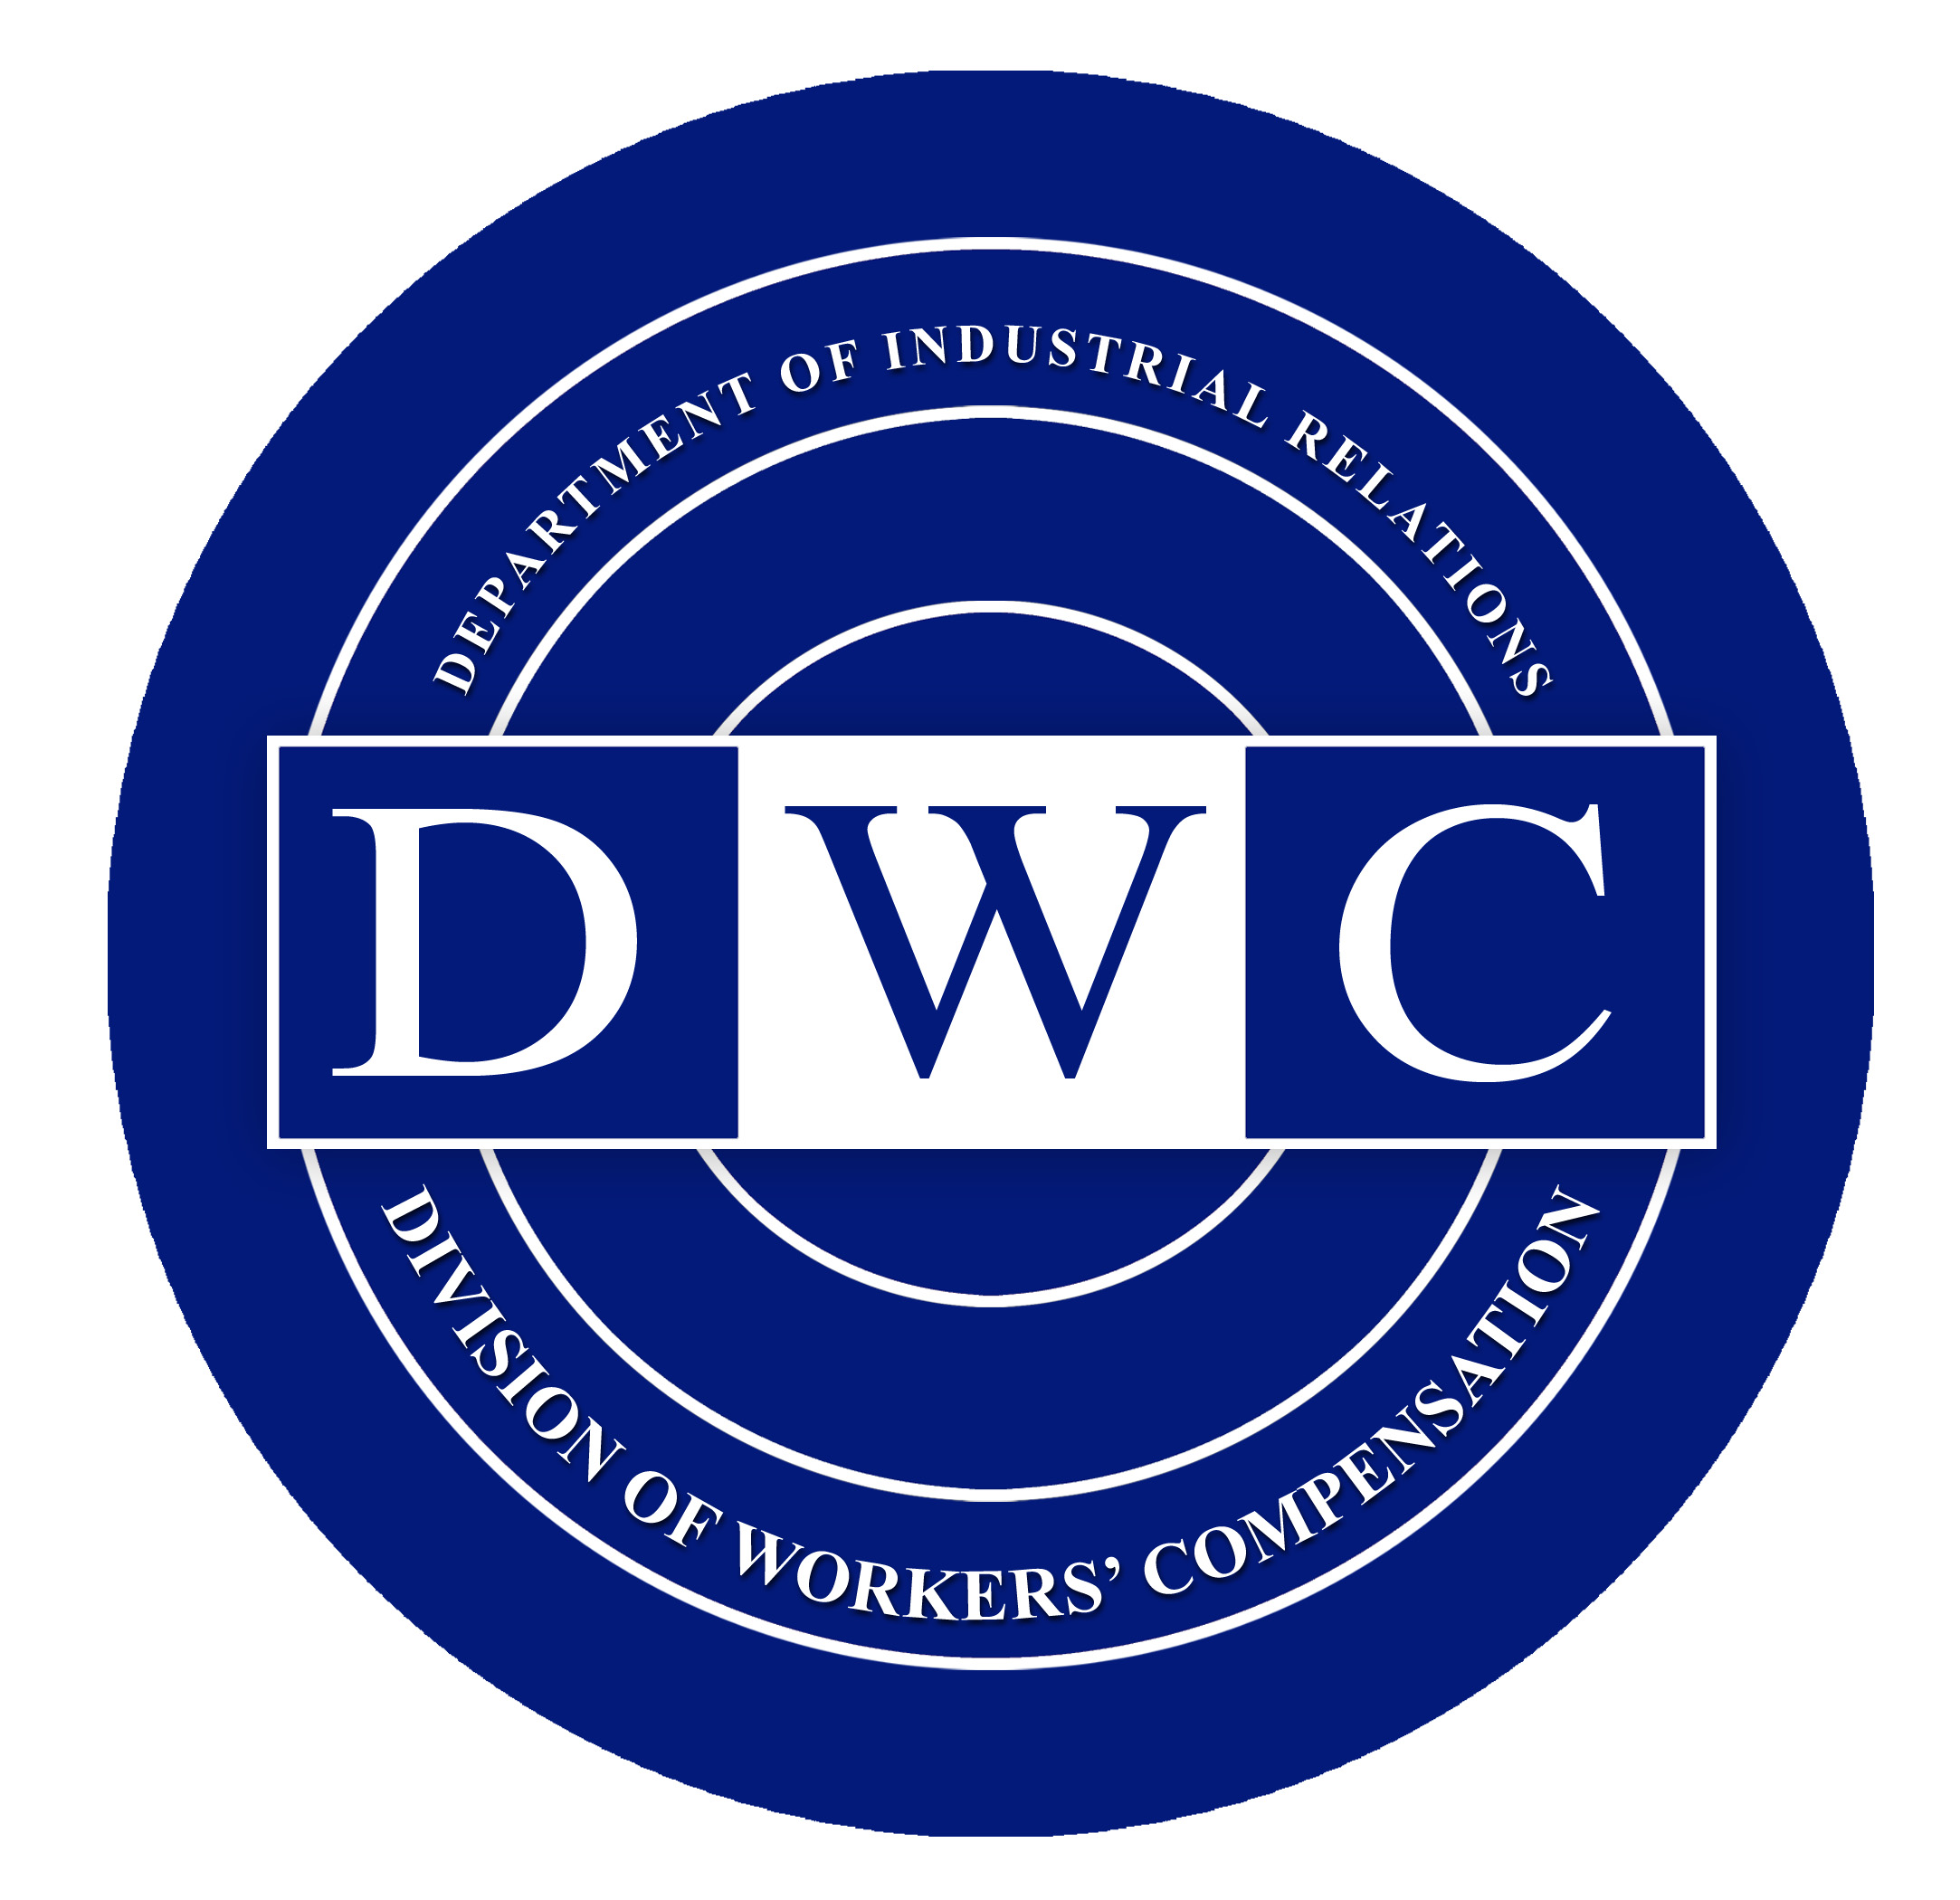 DEPARTMENT OF INDUSTRIAL RELATIONS
DWC
DIVISION OF WORKERS’ COMPENSATION